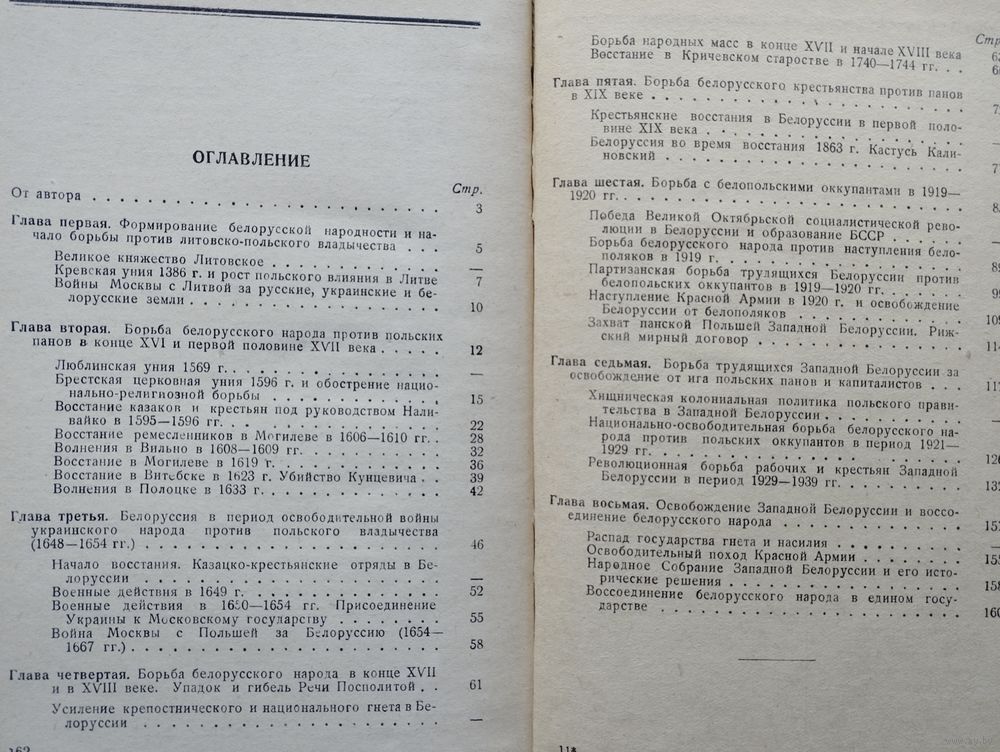 ОГЛАВЛЕНИЕ
Стр.
От автора . . . . . . . . . . . . . . . . . . . . . . . 3
Глава первая. Формирование белорусской народности и на-
чало борьбы против литовско-польского владычества . . . 5
Великое княжество Литовское . . . . . . . . . . . —
Кревская уния 1386 г. и рост польского влияния в Литве 7
Войны Москвы с Литвой за русские, украинские и бе-
лорусские земли . . . . . . . . . . . . . . . . . 10
Глава вторая. Борьба белорусского народа против польских
панов в конце XVI и первой половине XVII века . . . . . 12
Люблинская уния 1569 г. . . . . . . . . . . . . . —
Брестская церковная уния 1596 г. и обострение нацио-
нально-религиозной борьбы . . . . . . . . . . . . 15
Восстание казаков и крестьян под руководством Нали-
вайко в 1595—1596 гг. . . . . . . . . . . . . . . 22
Восстание ремесленников в Могилеве в 1606—1610 гг. . 28
Волнения в Вильно в 1608—1609 гг. . . . . . . . . 32
Восстание в Могилеве в 1619 г. . . . . . . . . . . 36
Восстание в Витебске в 1623 г. Убийство Кунцевича . . 39
Волнения в Полоцке в 1633 г. . . . . . . . . . . . 42
Глава третья. Белоруссия в период освободительной войны
украинского народа против польского владычества
(1648—1654 гг.) . . . . . . . . . . . . . . . . . . . 46
Начало восстания. Казацко-крестьянские отряды в Бе-
лоруссии . . . . . . . . . . . . . . . . . . . . —
Военные действия в 1649 г. . . . . . . . . . . . . 52
Военные действия в 1650—1654 гг. Присоединение
Украины к Московскому государству . . . . . . . . 55
Война Москвы с Польшей за Белоруссию (1654—
1667 гг.) . . . . . . . . . . . . . . . . . . . . 58
Глава четвертая. Борьба белорусского народа в конце XVII
и в XVIII веке. Упадок и гибель Речи Посполитой . . 61
Усиление крепостнического и национального гнета в Бе-
лоруссии . . . . . . . . . . . . . . . . . . . . —
162
Стр.
Борьба народных масс в конце XVII и начале XVIII века
Восстание в Кричевском старостве в 1740—1744 гг. . .
Глава пятая. Борьба белорусского крестьянства против панов
в XIX веке . . . . . . . . . . . . . . . . . . . .
Крестьянские восстания в Белоруссии в первой поло-
вине XIX века . . . . . . . . . . . . . . . . . . —
Белоруссия во время восстания 1863 г. Кастусь Кали-
новский . . . . . . . . . . . . . . . . . . . . .
Глава шестая. Борьба с белопольскими оккупантами в 1919—
1920 гг. . . . . . . . . . . . . . . . . . . . . .
Победа Великой Октябрьской социалистической рево-
люции в Белоруссии и образование БССР . . . . . . —
Борьба белорусского народа против наступления бело-
поляков в 1919 г. . . . . . . . . . . . . . . . .
Партизанская борьба трудящихся Белоруссии против
белопольских оккупантов в 1919—1920 гг. . . . . . .
Наступление Красной Армии в 1920 г. и освобождение
Белоруссии от белополяков . . . . . . . . . . . . 109
Захват панской Польшей Западной Белоруссии. Риж-
ский мирный договор . . . . . . . . . . . . . . . 114
Глава седьмая. Борьба трудящихся Западной Белоруссии за
освобождение от ига польских панов и капиталистов . . . 117
Хищническая колониальная политика польского прави-
тельства в Западной Белоруссии . . . . . . . . . . —
Национально-освободительная борьба белорусского на-
рода против польских оккупантов в период 1921—
1929 гг. . . . . . . . . . . . . . . . . . . . . 126
Революционная борьба рабочих и крестьян Западной
Белоруссии в период 1929—1939 гг. . . . . . . . . 132
Глава восьмая. Освобождение Западной Белоруссии и воссо-
единение белорусского народа . . . . . . . . . . . 152
Распад государства гнета и насилия . . . . . . . . —
Освободительный поход Красной Армии . . . . . . . 155
Народное Собрание Западной Белоруссии и его исто-
рические решения . . . . . . . . . . . . . . . . 158
Воссоединение белорусского народа в едином госу-
дарстве . . . . . . . . . . . . . . . . . . . . . 160
11*